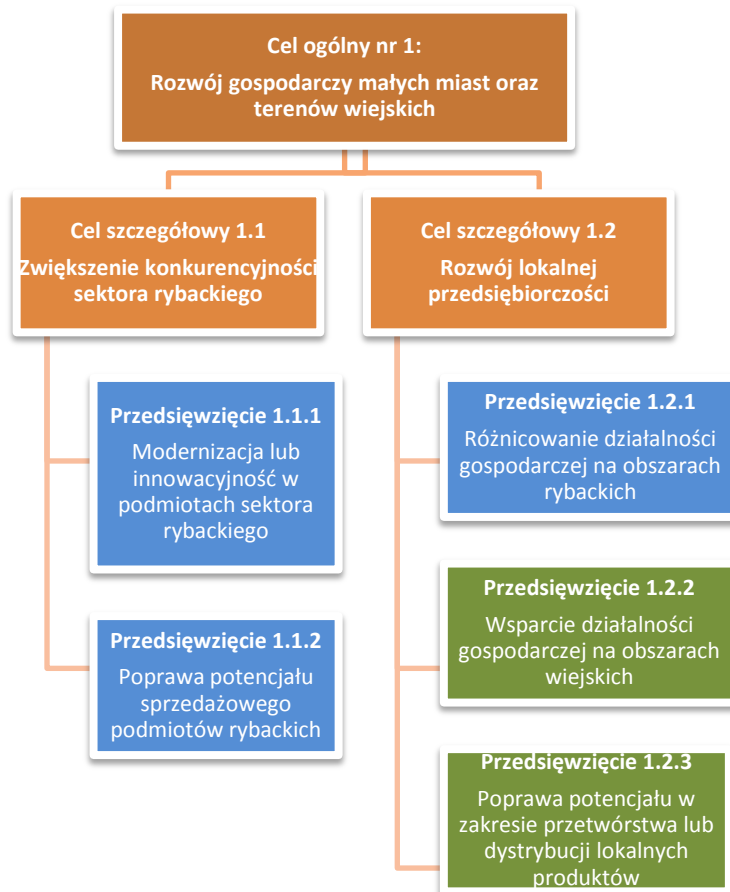 Cel ogólny nr 1:
Rozwój gospodarczy małych miast oraz
terenów wiejskich
Cel szczegółowy 1.1
Zwiększenie konkurencyjności
sektora rybackiego
Cel szczegółowy 1.2
Rozwój lokalnej
przedsiębiorczości
Przedsięwzięcie 1.1.1
Modernizacja lub
innowacyjność w
podmiotach sektora
rybackiego
Przedsięwzięcie 1.1.2
Poprawa potencjału
sprzedażowego
podmiotów rybackich
Przedsięwzięcie 1.2.1
Różnicowanie działalności
gospodarczej na obszarach
rybackich
Przedsięwzięcie 1.2.2
Wsparcie działalności
gospodarczej na obszarach
wiejskich
Przedsięwzięcie 1.2.3
Poprawa potencjału w
zakresie przetwórstwa lub
dystrybucji lokalnych
produktów